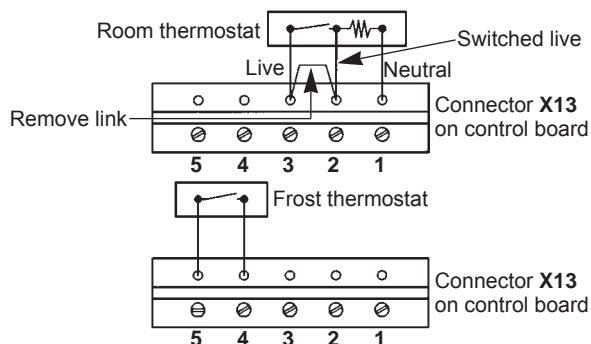 Room thermostat
Switched live
Live
Neutral
Remove link
Connector X13
on control board
5 4 3 2 1
Frost thermostat
Connector X13
on control board
5 4 3 2 1